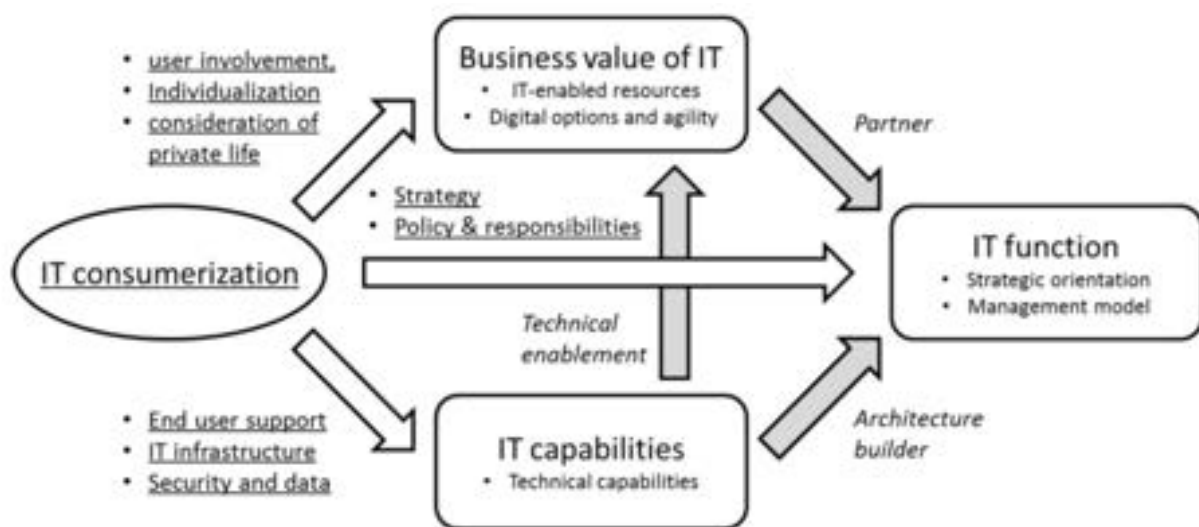 • user involvement,
• Individualization
• consideration of
private life
Business value of IT
• IT-enabled resources
• Digital options and agility
Partner
• Strategy
• Policy & responsibilities
IT consumerization
IT function
• Strategic orientation
• Management model
Technical
enablement
• End user support
• IT infrastructure
• Security and data
IT capabilities
• Technical capabilities
Architecture
builder